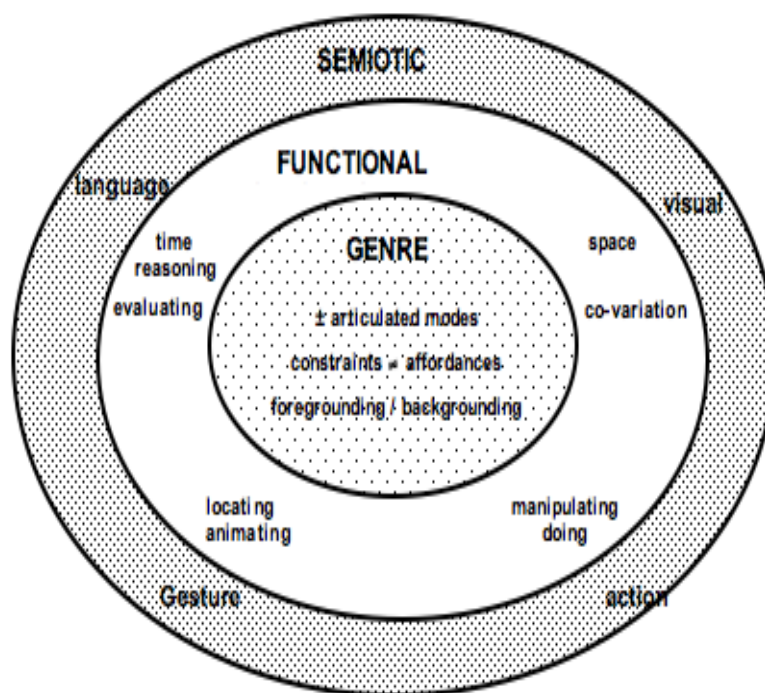 SEMIOTIC
FUNCTIONAL
language
visual
time
reasoning
evaluating
GENRE
space
co-variation
± articulated modes
constraints ≠ affordances
foregrounding / backgrounding
locating
animating
manipulating
doing
Gesture
action